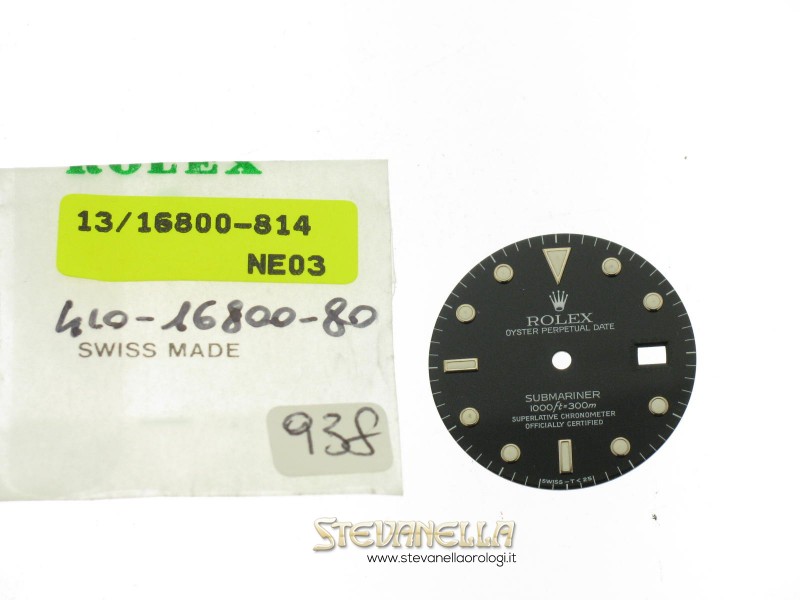 ROLEX
13/16800-814
NE03
410-16800-80
SWISS MADE
938
ROLEX
OYSTER PERPETUAL DATE
SUBMARINER
1000ft=300m
SUPERLATIVE CHRONOMETER
OFFICIALLY CERTIFIED
SWISS-T<25
STEVANELLA
www.stevanellaorologi.it